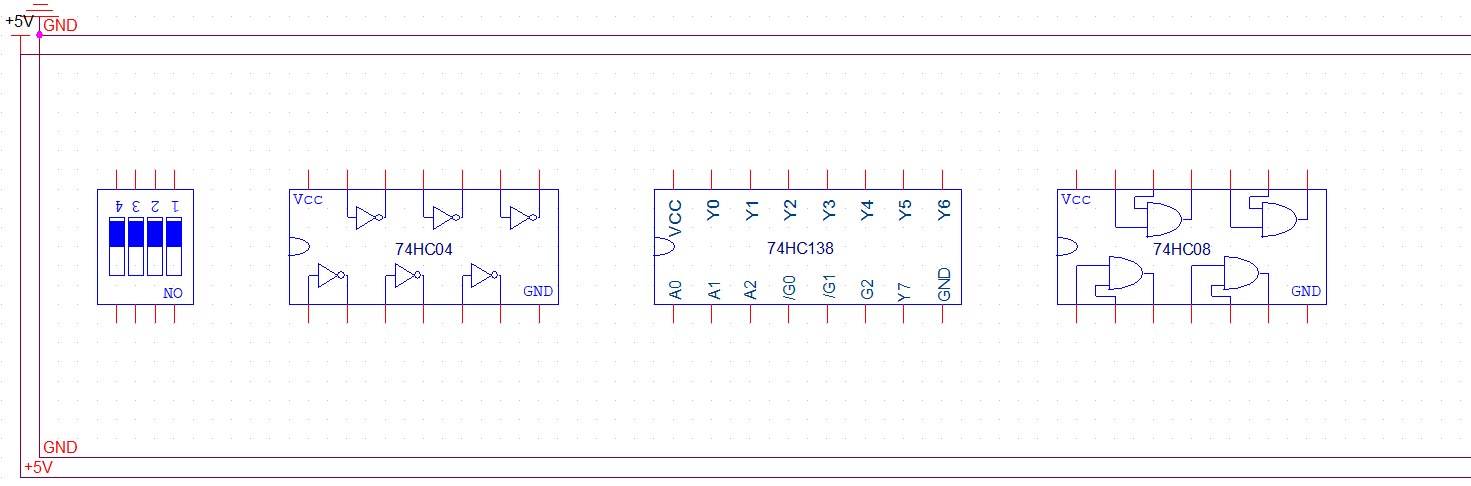 +5V
GND
4 3 2 1
ON
Vcc
74HC04
GND
VCC Y0 Y1 Y2 Y3 Y4 Y5 Y6
74HC138
A0 A1 A2 /G0 /G1 G2 Y7 GND
Vcc
74HC08
GND
GND
+5V